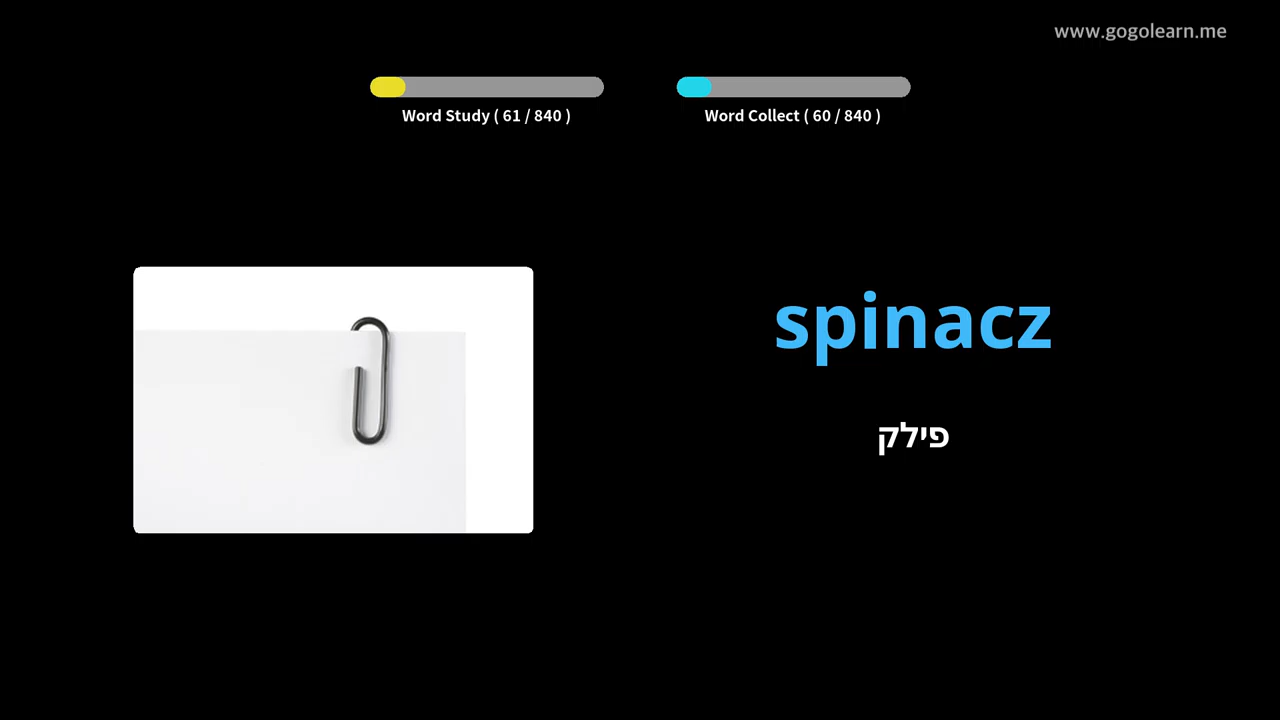 www.gogolearn.me
Word Study ( 61 / 840 )
Word Collect ( 60 / 840 )
spinacz
פילק